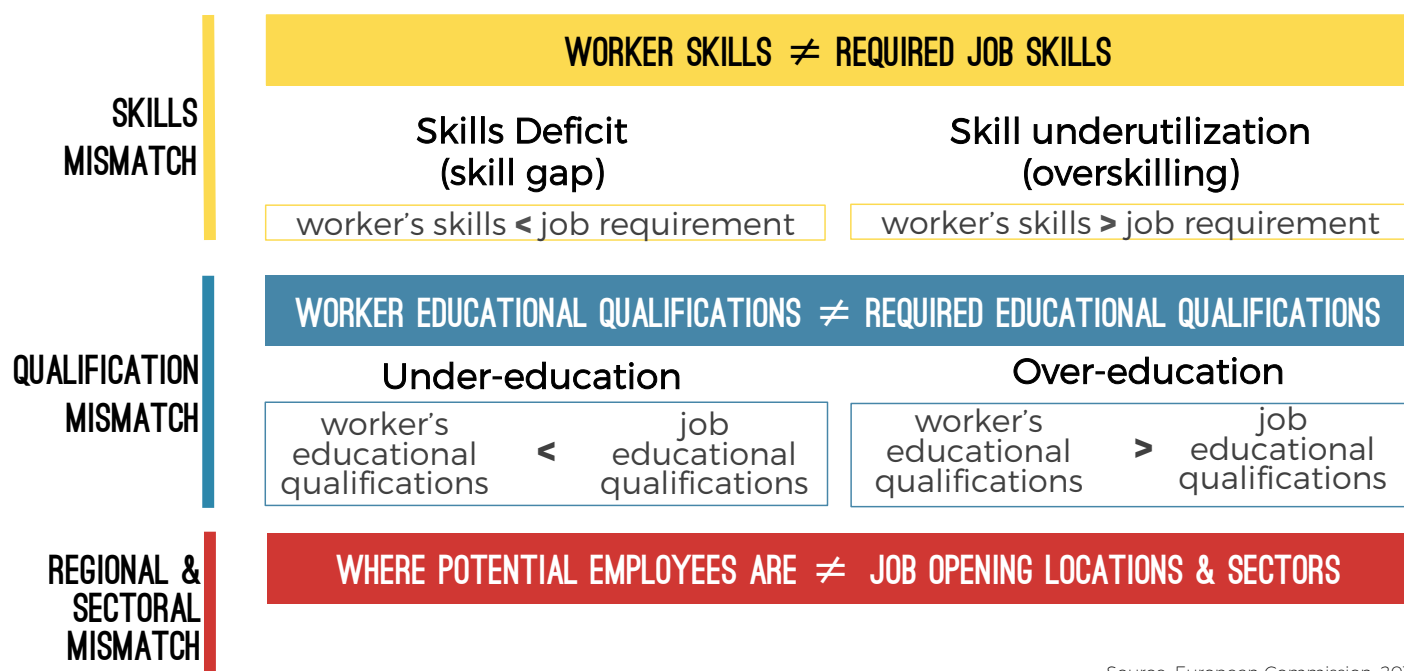 WORKER SKILLS ≠ REQUIRED JOB SKILLS
SKILLS
MISMATCH
Skills Deficit
(skill gap)
worker's skills < job requirement
Skill underutilization
(overskilling)
worker's skills > job requirement
WORKER EDUCATIONAL QUALIFICATIONS ≠ REQUIRED EDUCATIONAL QUALIFICATIONS
QUALIFICATION
MISMATCH
Under-education
worker's
educational
qualifications
<
job
educational
qualifications
Over-education
worker's
educational
qualifications
>
job
educational
qualifications
REGIONAL &
SECTORAL
MISMATCH
WHERE POTENTIAL EMPLOYEES ARE ≠ JOB OPENING LOCATIONS & SECTORS
Source: European Commission,